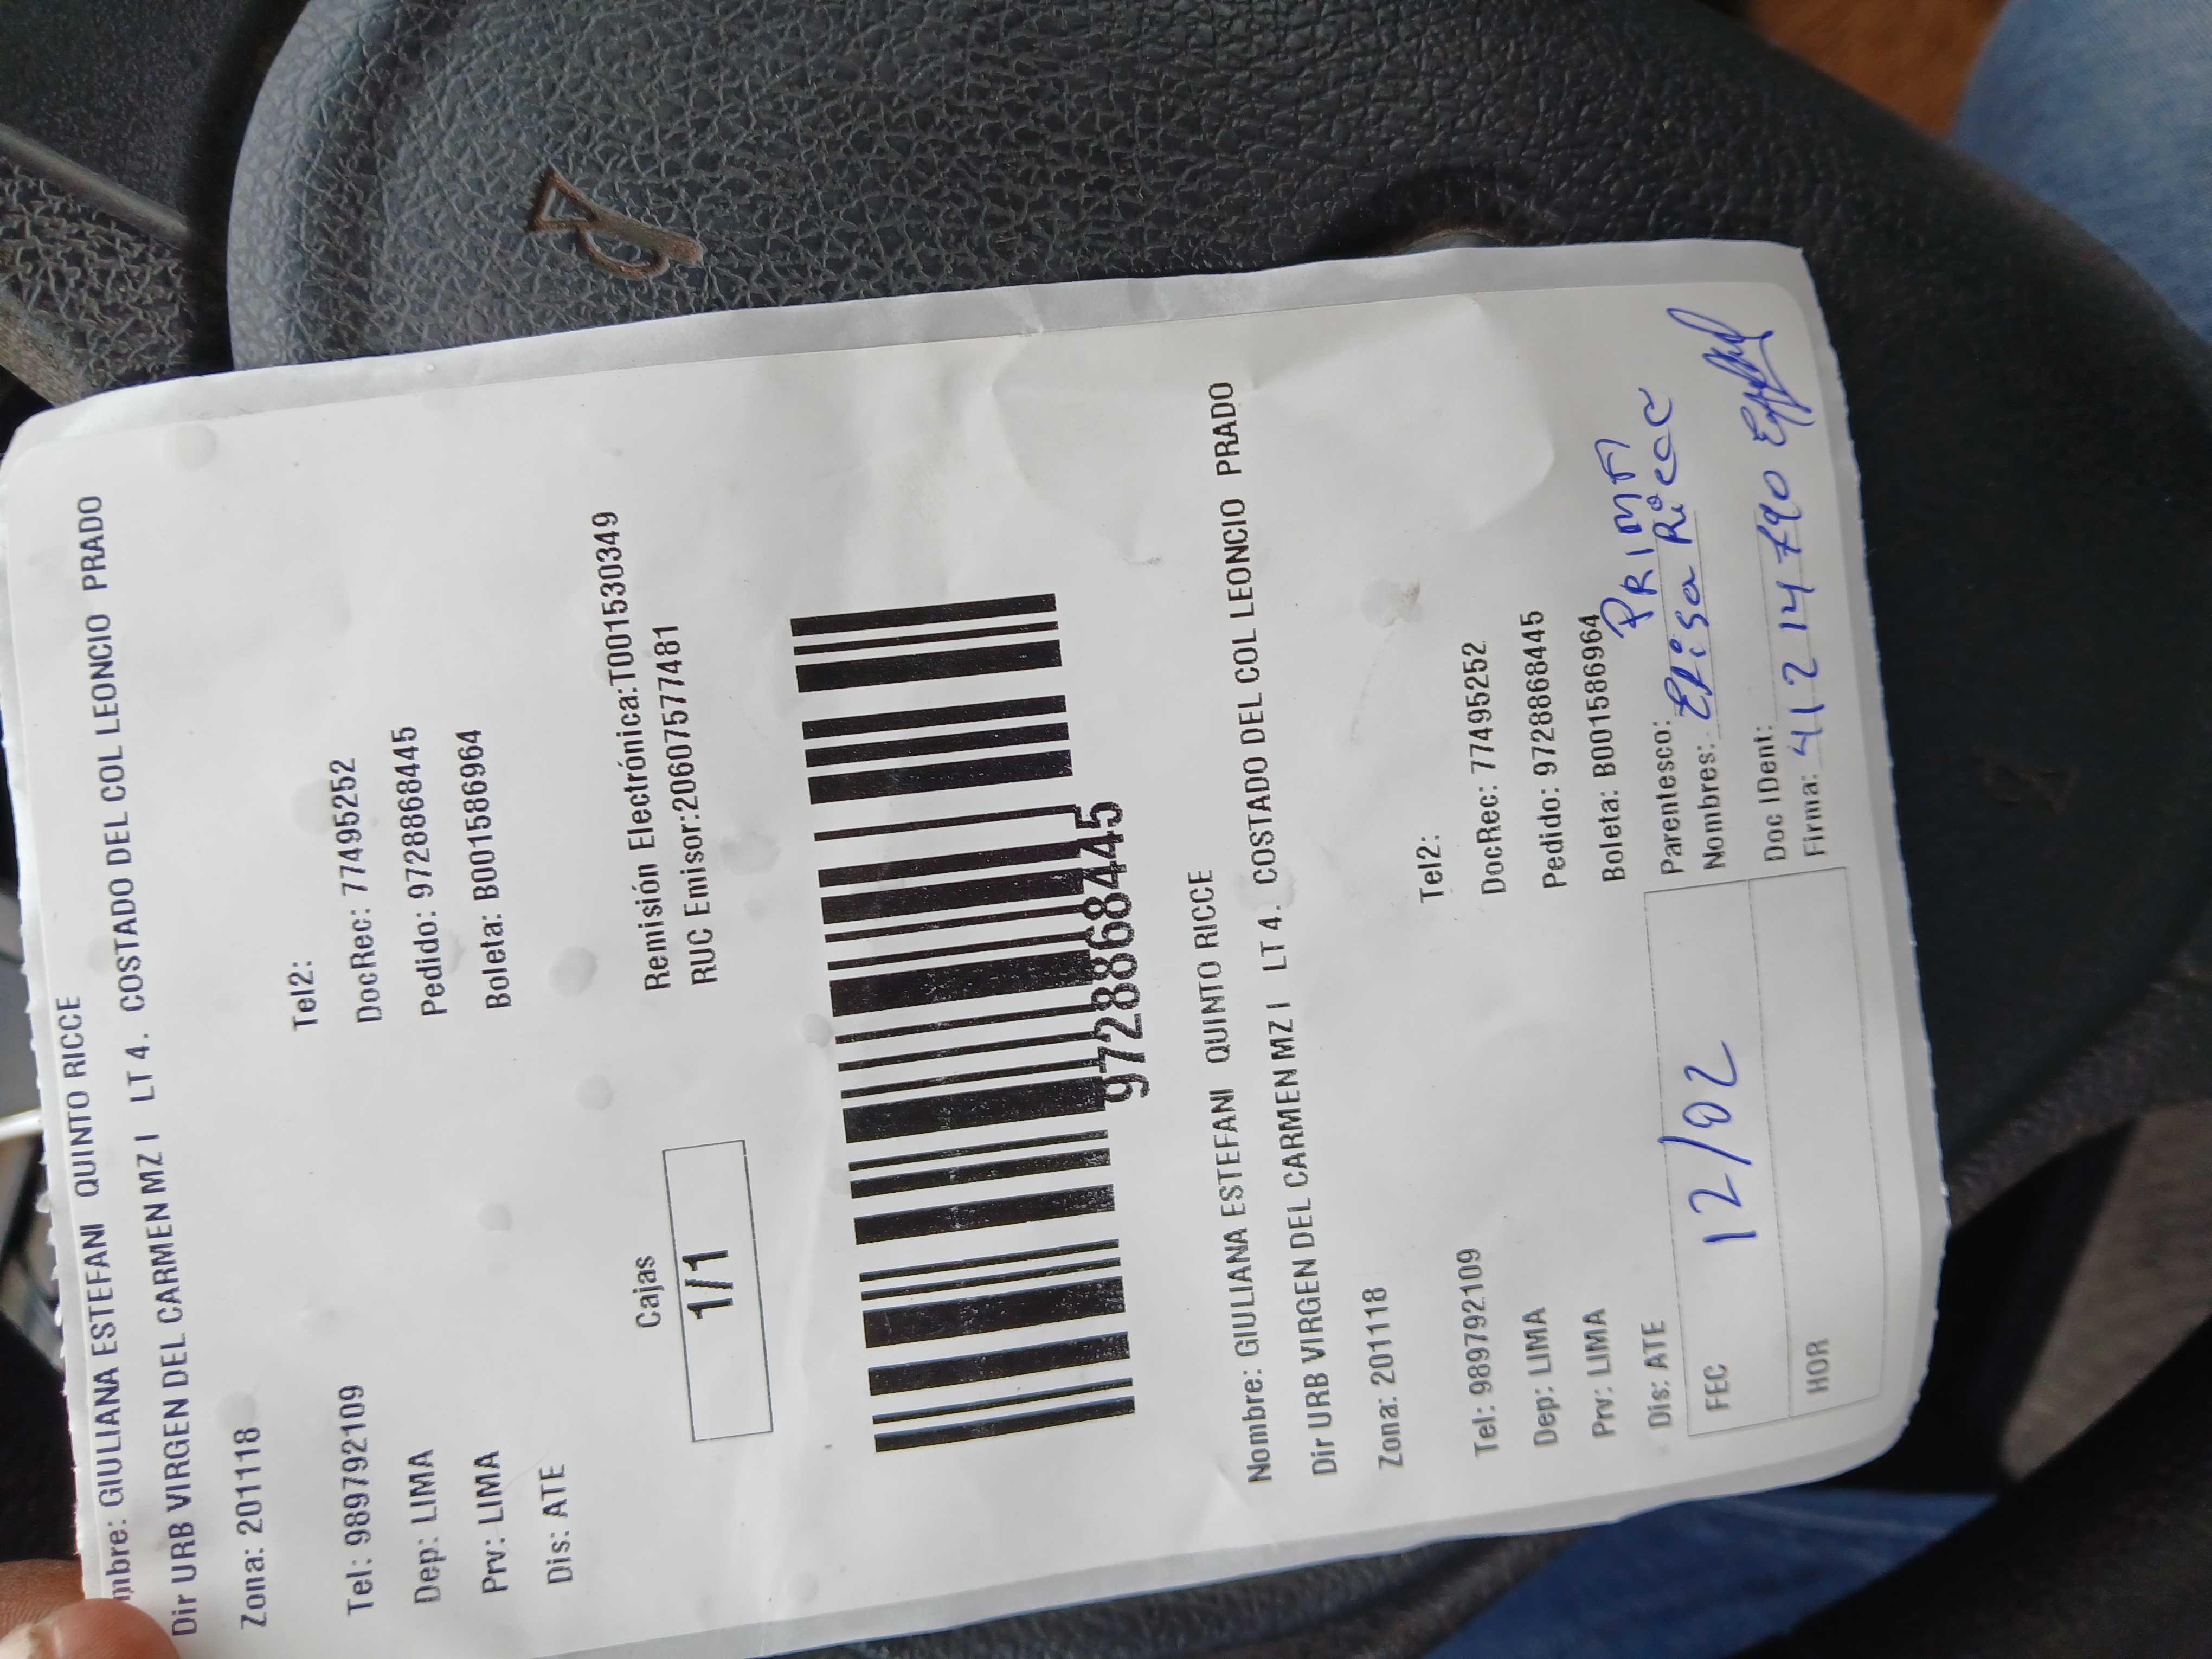 mbre: GIULIANA ESTEFANI QUINTO RICCE
Dir URB VIRGEN DEL CARMEN MZ I LT 4. COSTADO DEL COL LEONCIO PRADO
Zona: 201118
Tel: 989792109 Tel2:
Dep: LIMA DocRec: 77495252
Prv: LIMA Pedido: 9728868445
Dis: ATE Boleta: B001586964
Cajas
1/1
Remisión Electrónica:T001530349
RUC Emisor:20607577481
9728868445
Nombre: GIULIANA ESTEFANI QUINTO RICCE
Dir URB VIRGEN DEL CARMEN MZ I LT 4. COSTADO DEL COL LEONCIO PRADO
Zona: 201118
Tel: 989792109 Tel2:
Dep: LIMA DocRec: 77495252
Prv: LIMA Pedido: 9728868445
Dis: ATE Boleta: B001586964
FEC 12/02
HOR
Parentesco: PRIMA
Nombres: Elisa Ricce
Doc IDent:
Firma: 41214790